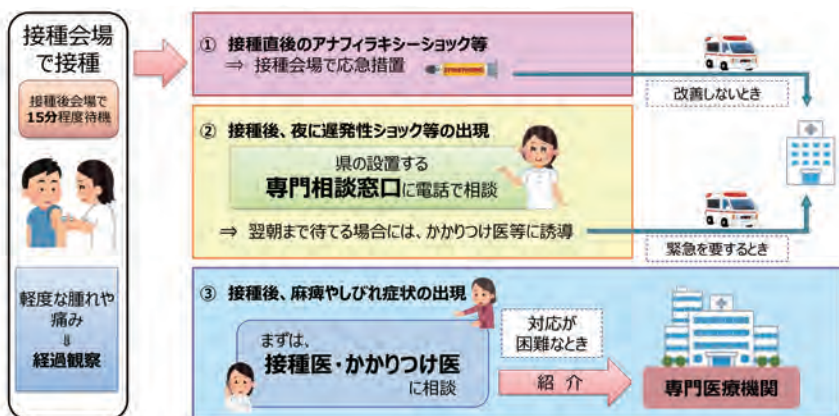 接種会場
で接種
接種後会場で
15分程度待機
軽度な腫れや
痛み
⇓
経過観察
① 接種直後のアナフィラキシーショック等
⇒ 接種会場で応急措置
改善しないとき
② 接種後、夜に遅発性ショック等の出現
県の設置する
専門相談窓口に電話で相談
⇒ 翌朝まで待てる場合には、かかりつけ医等に誘導
緊急を要するとき
③ 接種後、麻痺やしびれ症状の出現
まずは、
接種医・かかりつけ医
に相談
対応が
困難なとき
紹 介
専門医療機関